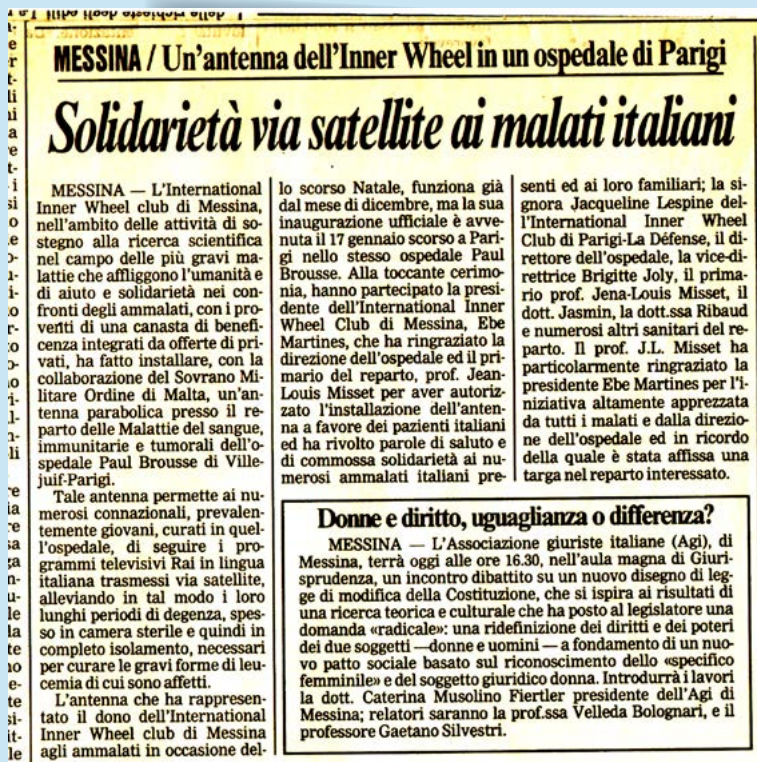 MESSINA / Un'antenna dell'Inner Wheel in un ospedale di Parigi
Solidarietà via satellite ai malati italiani
MESSINA — L'International
Inner Wheel club di Messina,
nell'ambito delle attività di so-
stegno alla ricerca scientifica
nel campo delle più gravi ma-
lattie che affliggono l'umanità e
di aiuto e solidarietà nei con-
fronti degli ammalati, con i pro-
venti di una canasta di benefi-
cenza integrati da offerte di pri-
vati, ha fatto installare, con la
collaborazione del Sovrano Mi-
litare Ordine di Malta, un'an-
tenna parabolica presso il re-
parto delle Malattie del sangue,
immunitarie e tumorali dell'o-
spedale Paul Brousse di Ville-
juif-Parigi.
Tale antenna permette ai nu-
merosi connazionali, prevalen-
temente giovani, curati in quel-
l'ospedale, di seguire i pro-
grammi televisivi Rai in lingua
italiana trasmessi via satellite,
alleviando in tal modo i loro
lunghi periodi di degenza, spes-
so in camera sterile e quindi in
completo isolamento, necessari
per curare le gravi forme di leu-
cemia di cui sono affetti.
L'antenna che ha rappresen-
tato il dono dell'International
Inner Wheel club di Messina
agli ammalati in occasione del-
lo scorso Natale, funziona già
dal mese di dicembre, ma la sua
inaugurazione ufficiale è avve-
nuta il 17 gennaio scorso a Pari-
gi nello stesso ospedale Paul
Brousse. Alla toccante cerimo-
nia, hanno partecipato la presi-
dente dell'International Inner
Wheel Club di Messina, Ebe
Martines, che ha ringraziato la
direzione dell'ospedale ed il pri-
mario del reparto, prof. Jean-
Louis Misset per aver autoriz-
zato l'installazione dell'anten-
na a favore dei pazienti italiani
ed ha rivolto parole di saluto e
di commossa solidarietà ai nu-
merosi ammalati italiani pre-
senti ed ai loro familiari; la si-
gnora Jacqueline Lespine del-
l'International Inner Wheel
Club di Parigi-La Défense, il di-
rettore dell'ospedale, la vice-di-
rettrice Brigitte Joly, il prima-
rio prof. Jena-Louis Misset, il
dott. Jasmin, la dott.ssa Ribaud
e numerosi altri sanitari del re-
parto. Il prof. J.L. Misset ha
particolarmente ringraziato la
presidente Ebe Martines per l'i-
niziativa altamente apprezzata
da tutti i malati e dalla direzio-
ne dell'ospedale ed in ricordo
della quale è stata affissa una
targa nel reparto interessato.
Donne e diritto, uguaglianza o differenza?
MESSINA — L'Associazione giuriste italiane (Agi), di
Messina, terrà oggi alle ore 16.30, nell'aula magna di Giuri-
sprudenza, un incontro dibattito su un nuovo disegno di leg-
ge di modifica della Costituzione, che si ispira ai risultati di
una ricerca teorica e culturale che ha posto al legislatore una
domanda «radicale»: una ridefinizione dei diritti e dei poteri
dei due soggetti —donne e uomini — a fondamento di un nuo-
vo patto sociale basato sul riconoscimento dello «specifico
femminile» e del soggetto giuridico donna. Introdurrà i lavori
la dott. Caterina Musolino Fiertler presidente dell'Agi di
Messina; relatori saranno la prof.ssa Velleda Bolognari, e il
professore Gaetano Silvestri.